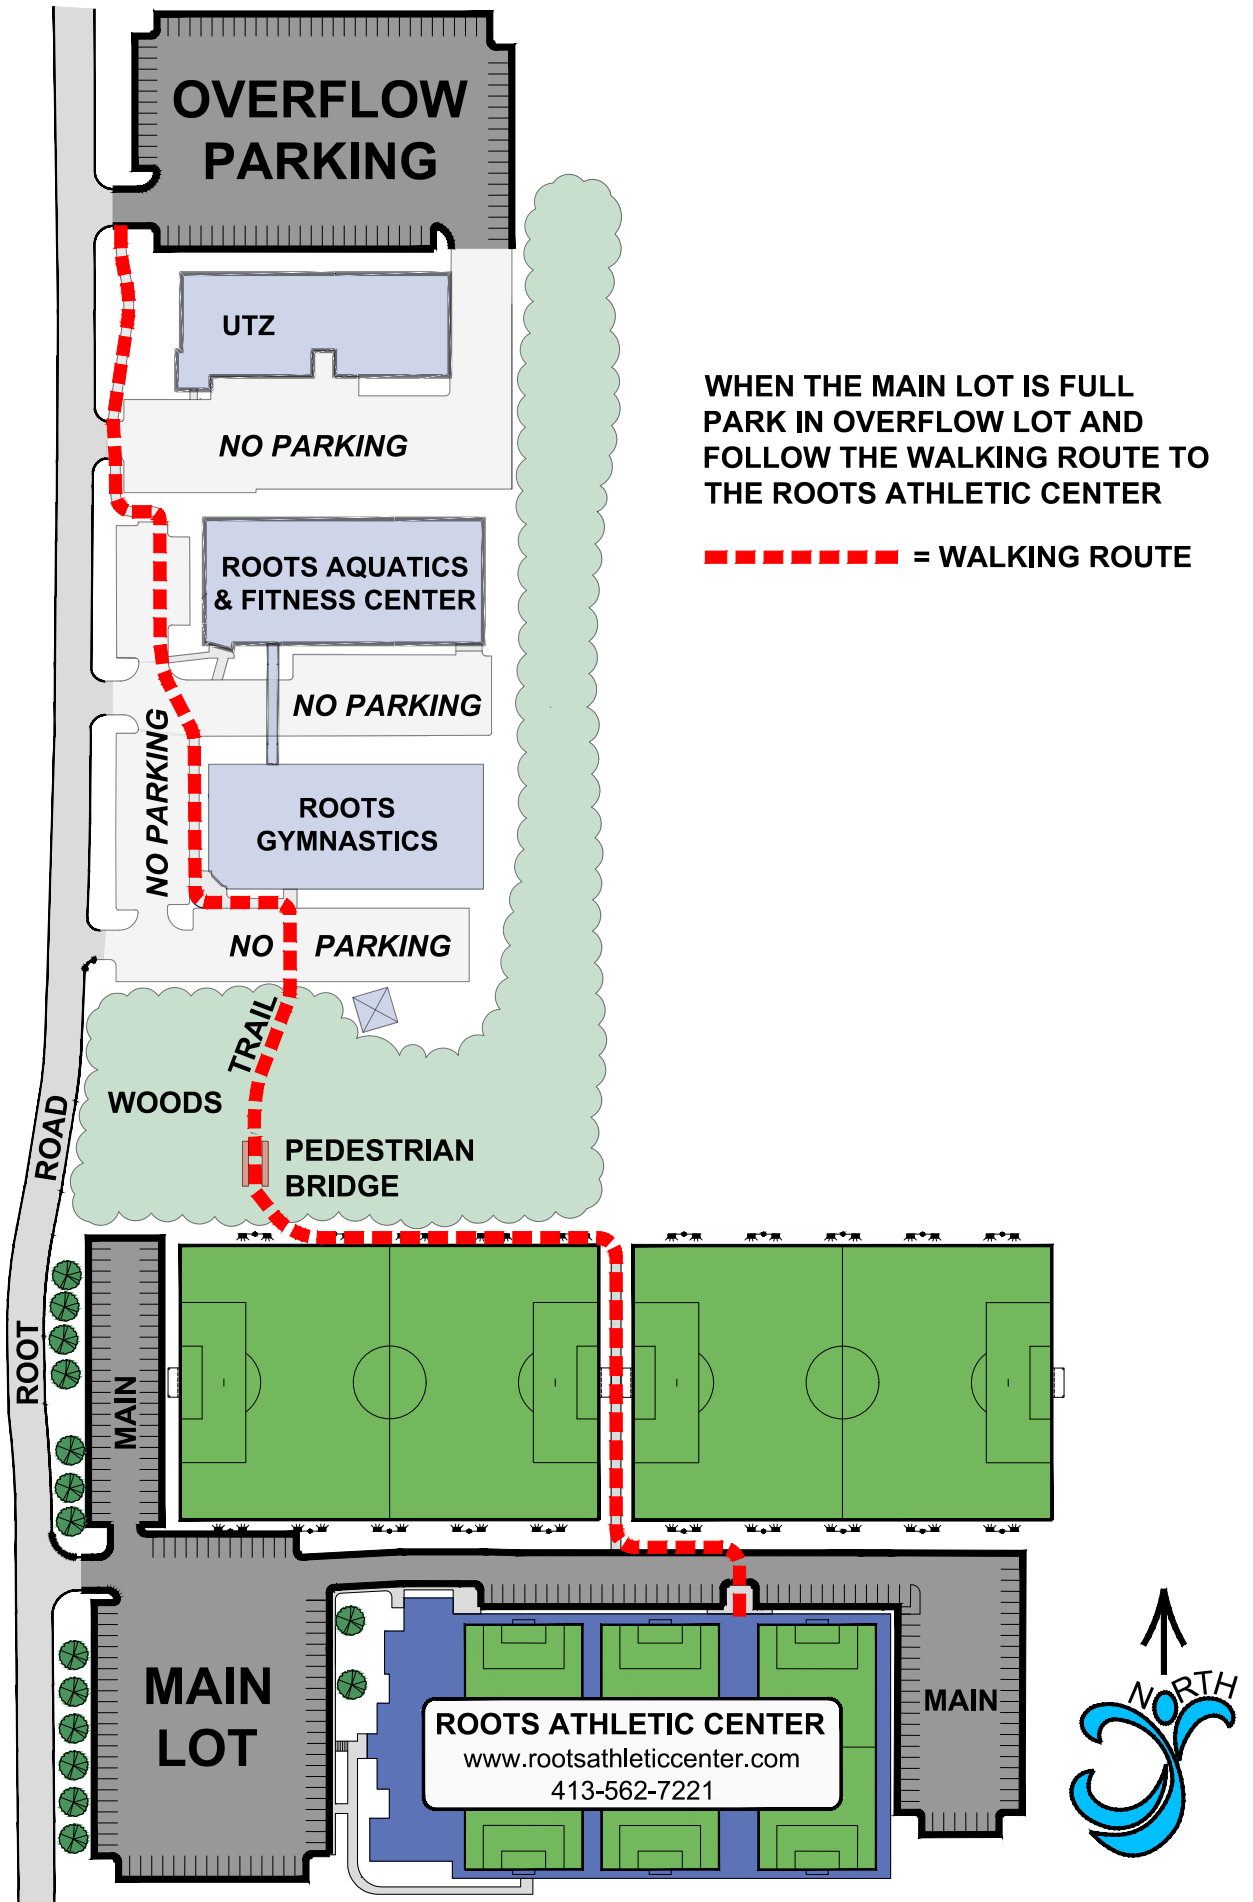 OVERFLOW
PARKING
UTZ
NO PARKING
WHEN THE MAIN LOT IS FULL
PARK IN OVERFLOW LOT AND
FOLLOW THE WALKING ROUTE TO
THE ROOTS ATHLETIC CENTER
= WALKING ROUTE
ROOTS AQUATICS
& FITNESS CENTER
NO PARKING
NO PARKING
ROOTS
GYMNASTICS
NO PARKING
TRAIL
WOODS
PEDESTRIAN
BRIDGE
ROOT ROAD
MAIN
MAIN
LOT
ROOTS ATHLETIC CENTER
www.rootsathleticcenter.com
413-562-7221
MAIN
NORTH